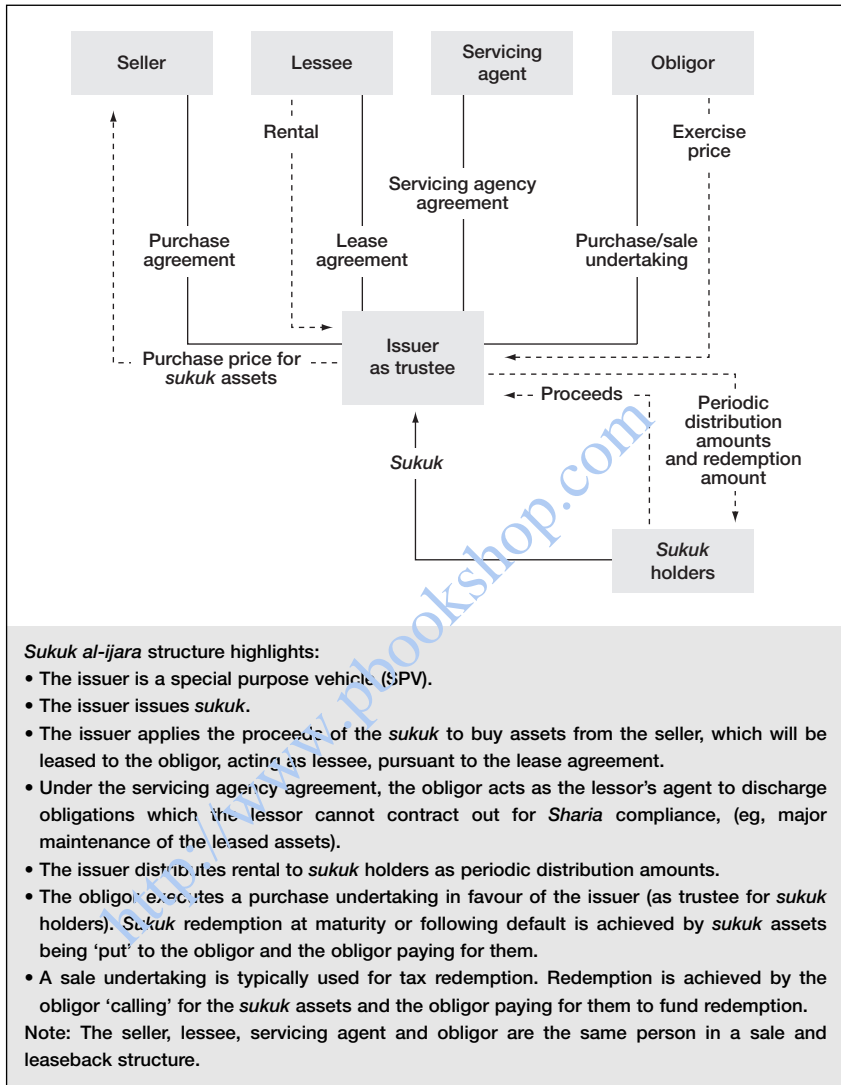 Seller
Lessee
Servicing
agent
Obligor
Rental
Exercise
price
Servicing agency
agreement
Purchase
agreement
Lease
agreement
Purchase/sale
undertaking
Issuer
as trustee
Purchase price for
sukuk assets
Proceeds
Periodic
distribution
amounts
and redemption
amount
Sukuk
Sukuk
holders
Sukuk al-ijara structure highlights:
• The issuer is a special purpose vehicle (SPV).
• The issuer issues sukuk.
• The issuer applies the proceeds of the sukuk to buy assets from the seller, which will be
leased to the obligor, acting as lessee, pursuant to the lease agreement.
• Under the servicing agency agreement, the obligor acts as the lessor's agent to discharge
obligations which the lessor cannot contract out for Sharia compliance, (eg, major
maintenance of the leased assets).
• The issuer distributes rental to sukuk holders as periodic distribution amounts.
• The obligor executes a purchase undertaking in favour of the issuer (as trustee for sukuk
holders). Sukuk redemption at maturity or following default is achieved by sukuk assets
being 'put' to the obligor and the obligor paying for them.
• A sale undertaking is typically used for tax redemption. Redemption is achieved by the
obligor 'calling' for the sukuk assets and the obligor paying for them to fund redemption.
Note: The seller, lessee, servicing agent and obligor are the same person in a sale and
leaseback structure.
http://www.pbookshop.com